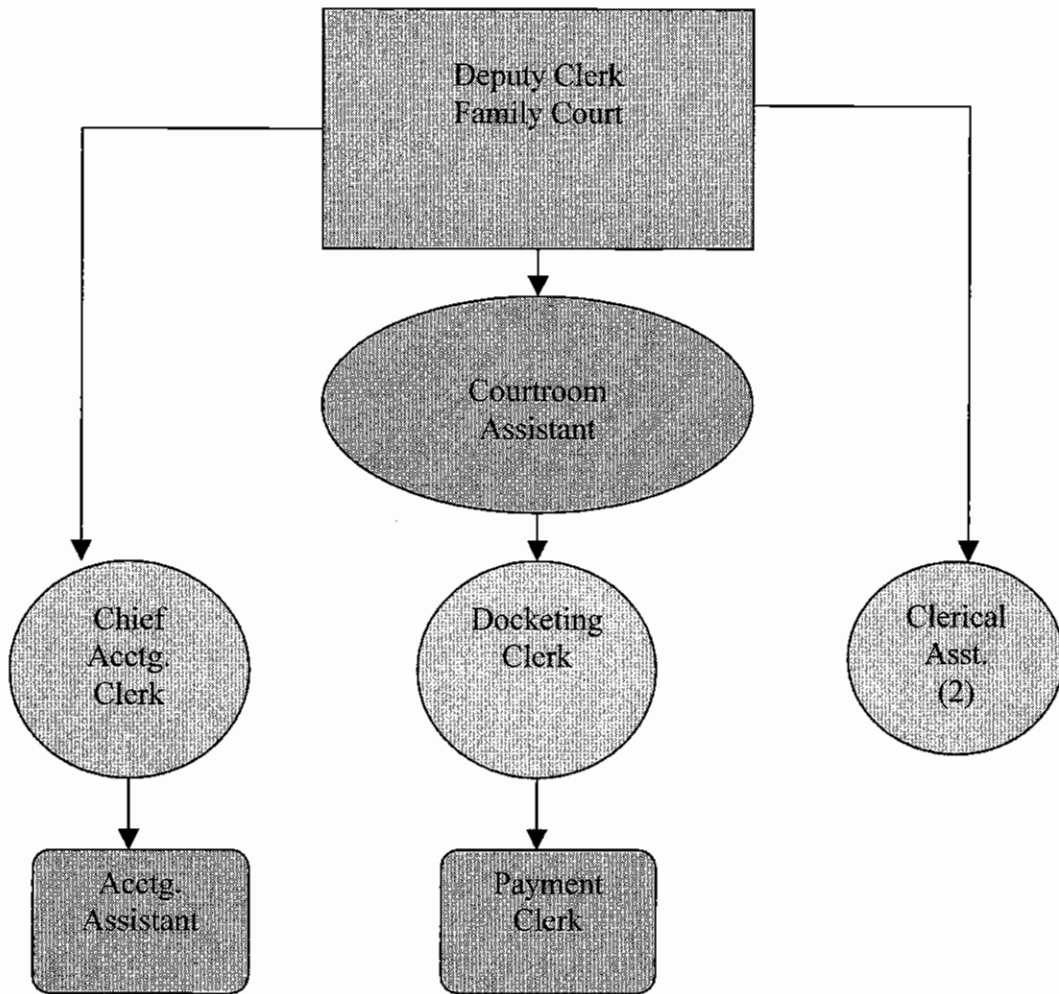 Deputy Clerk
Family Court
Courtroom
Assistant
Chief
Acctg.
Clerk
Docketing
Clerk
Clerical
Asst.
(2)
Acctg.
Assistant
Payment
Clerk